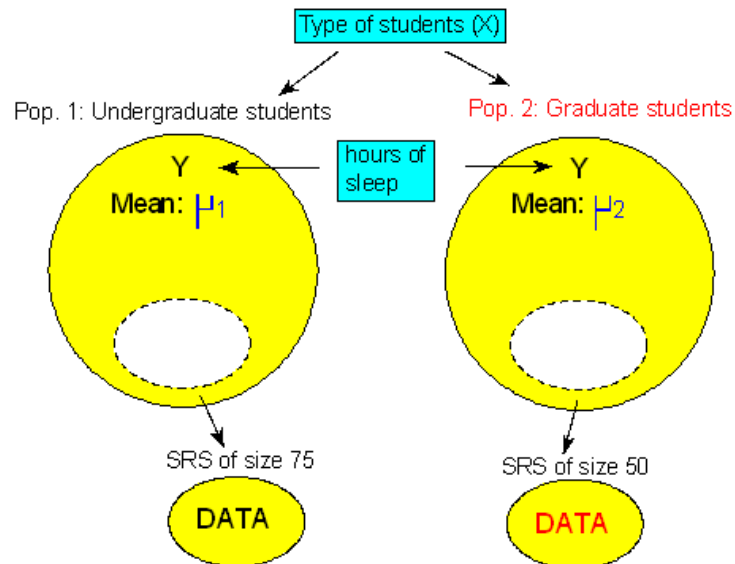 Type of students (X)
Pop. 1: Undergraduate students
Pop. 2: Graduate students
Y
hours of
sleep
Y
Mean: μ1
Mean: μ2
SRS of size 75
SRS of size 50
DATA
DATA